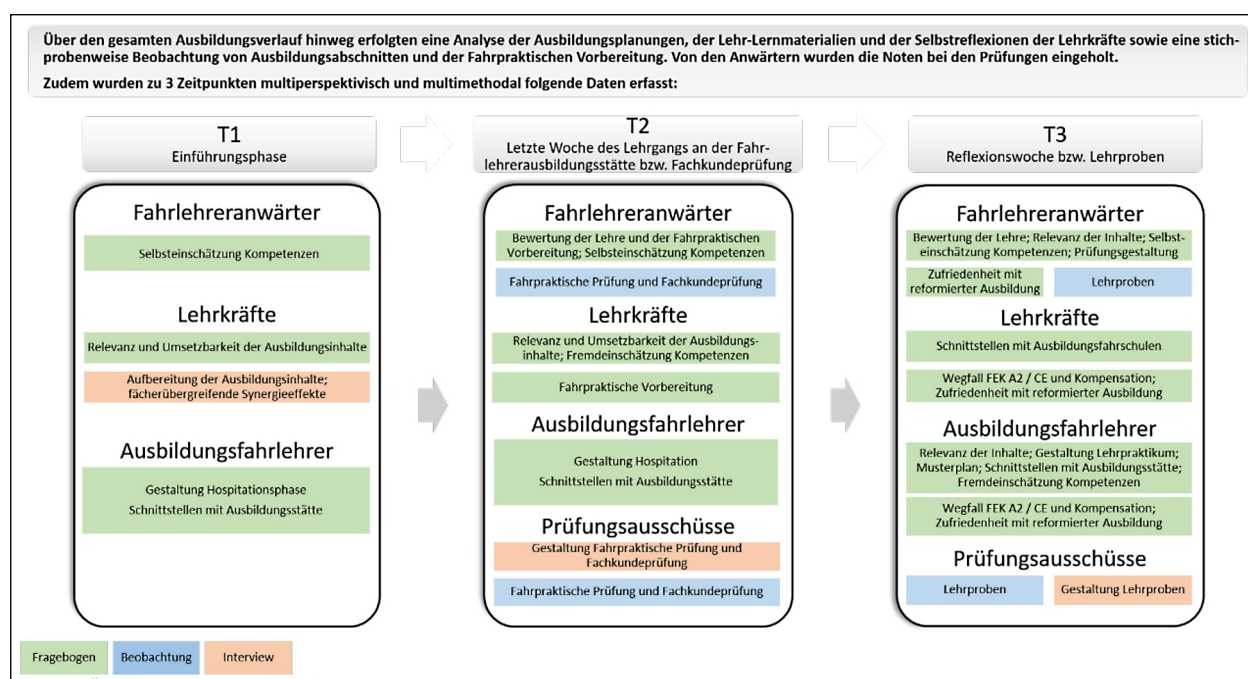 Über den gesamten Ausbildungsverlauf hinweg erfolgten eine Analyse der Ausbildungsplanungen, der Lehr-Lernmaterialien und der Selbstreflexionen der Lehrkräfte sowie eine stich-
probenweise Beobachtung von Ausbildungsabschnitten und der Fahrpraktischen Vorbereitung. Von den Anwärtern wurden die Noten bei den Prüfungen eingeholt.
Zudem wurden zu 3 Zeitpunkten multiperspektivisch und multimethodal folgende Daten erfasst:
T1
Einführungsphase
Fahrlehreranwärter
Selbsteinschätzung Kompetenzen
Lehrkräfte
Relevanz und Umsetzbarkeit der Ausbildungsinhalte
Aufbereitung der Ausbildungsinhalte;
fächerübergreifende Synergieeffekte
Ausbildungsfahrlehrer
Gestaltung Hospitationsphase
Schnittstellen mit Ausbildungsstätte
T2
Letzte Woche des Lehrgangs an der Fahr-
lehrerausbildungsstätte bzw. Fachkundeprüfung
Fahrlehreranwärter
Bewertung der Lehre und der Fahrpraktischen
Vorbereitung; Selbsteinschätzung Kompetenzen
Fahrpraktische Prüfung und Fachkundeprüfung
Lehrkräfte
Relevanz und Umsetzbarkeit der Ausbildungs-
inhalte; Fremdeinschätzung Kompetenzen
Fahrpraktische Vorbereitung
Ausbildungsfahrlehrer
Gestaltung Hospitation
Schnittstellen mit Ausbildungsstätte
Prüfungsausschüsse
Gestaltung Fahrpraktische Prüfung und
Fachkundeprüfung
Fahrpraktische Prüfung und Fachkundeprüfung
T3
Reflexionswoche bzw. Lehrproben
Fahrlehreranwärter
Bewertung der Lehre; Relevanz der Inhalte; Selbst-
einschätzung Kompetenzen; Prüfungsgestaltung
Zufriedenheit mit
reformierter Ausbildung
Lehrproben
Lehrkräfte
Schnittstellen mit Ausbildungsfahrschulen
Wegfall FEK A2 / CE und Kompensation;
Zufriedenheit mit reformierter Ausbildung
Ausbildungsfahrlehrer
Relevanz der Inhalte; Gestaltung Lehrpraktikum;
Musterplan; Schnittstellen mit Ausbildungsstätte;
Fremdeinschätzung Kompetenzen
Wegfall FEK A2 / CE und Kompensation;
Zufriedenheit mit reformierter Ausbildung
Prüfungsausschüsse
Lehrproben
Gestaltung Lehrproben
Fragebogen
Beobachtung
Interview